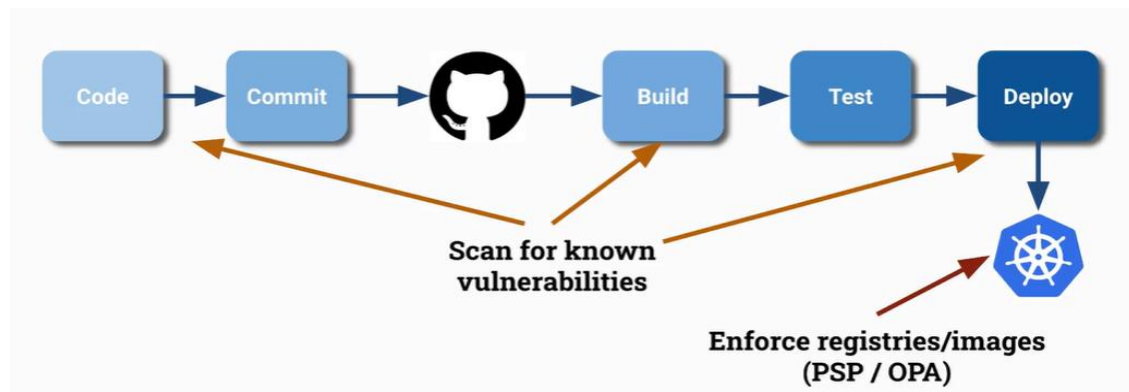 Code
Commit
Build
Test
Deploy
Scan for known
vulnerabilities
Enforce registries/images
(PSP / OPA)